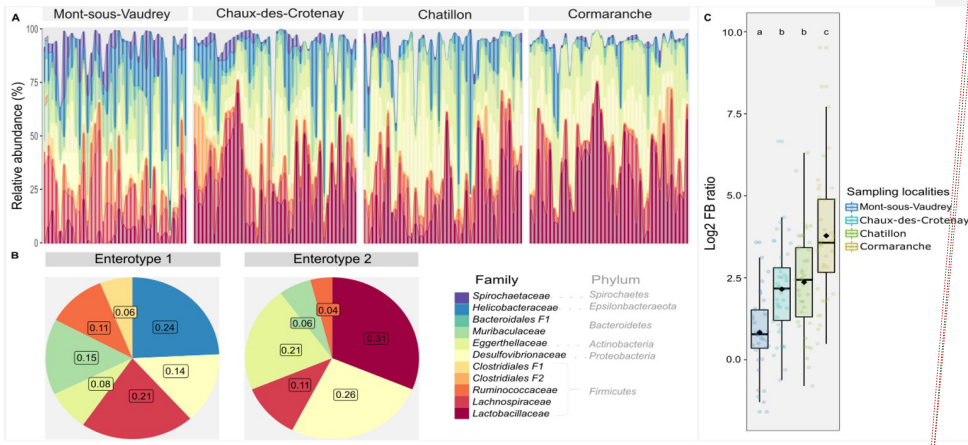 A
Mont-sous-Vaudrey
Chaux-des-Crotenay
Chatillon
Cormaranche
Relative abundance (%)
100
75
50
25
0
B
Enterotype 1
Enterotype 2
0.06
0.24
0.11
0.15
0.14
0.08
0.21
0.04
0.06
0.31
0.21
0.11
0.26
Family
Phylum
Spirochaetaceae Spirochaetes
Helicobacteraceae Epsilonbacteraeota
Bacteroidales F1
Bacteroidetes
Muribaculaceae
Eggerthellaceae Actinobacteria
Desulfovibrionaceae Proteobacteria
Clostridiales F1
Clostridiales F2
Ruminococcaceae Firmicutes
Lachnospiraceae
Lactobacillaceae
C
Log2 FB ratio
10.0
7.5
5.0
2.5
0.0
a b b c
Sampling localities
Mont-sous-Vaudrey
Chaux-des-Crotenay
Chatillon
Cormaranche